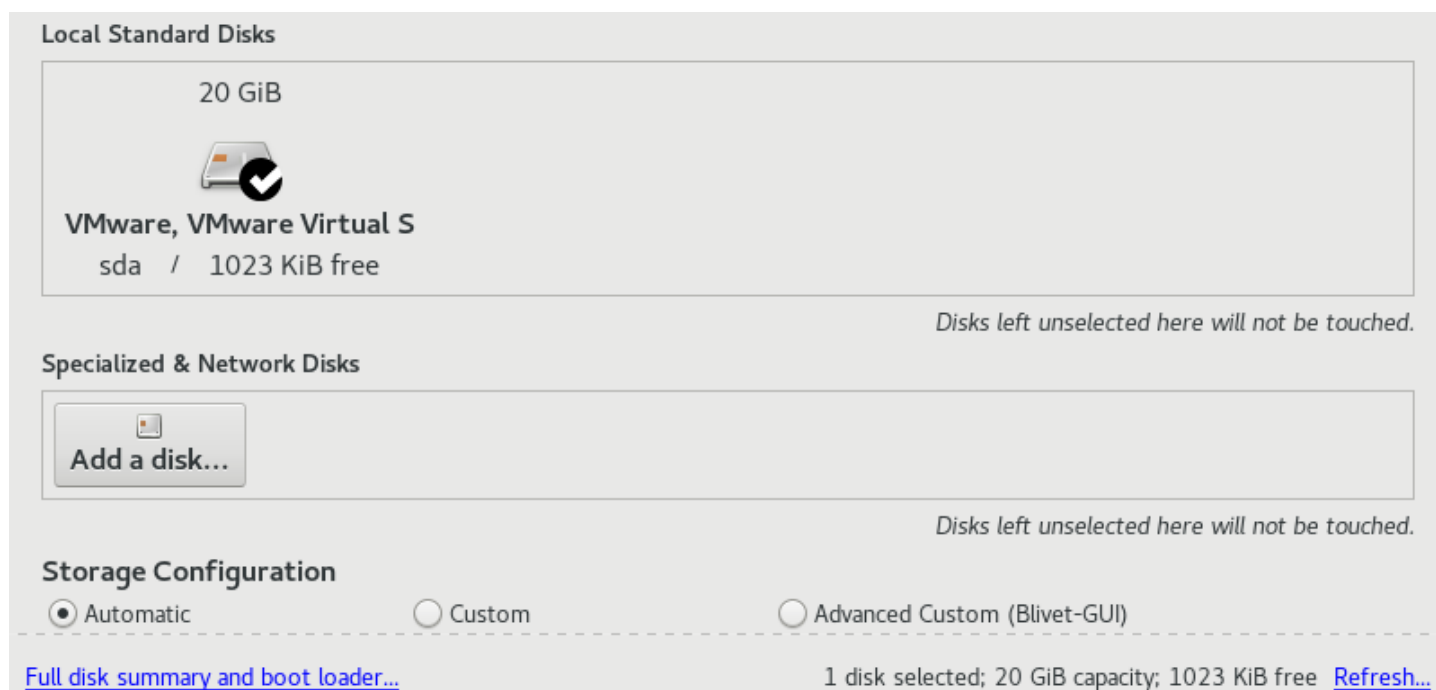 Local Standard Disks
20 GiB
VMware, VMware Virtual S
sda / 1023 KiB free
Disks left unselected here will not be touched.
Specialized & Network Disks
Add a disk...
Disks left unselected here will not be touched.
Storage Configuration
Automatic Custom Advanced Custom (Blivet-GUI)
Full disk summary and boot loader... 1 disk selected; 20 GiB capacity; 1023 KiB free Refresh...